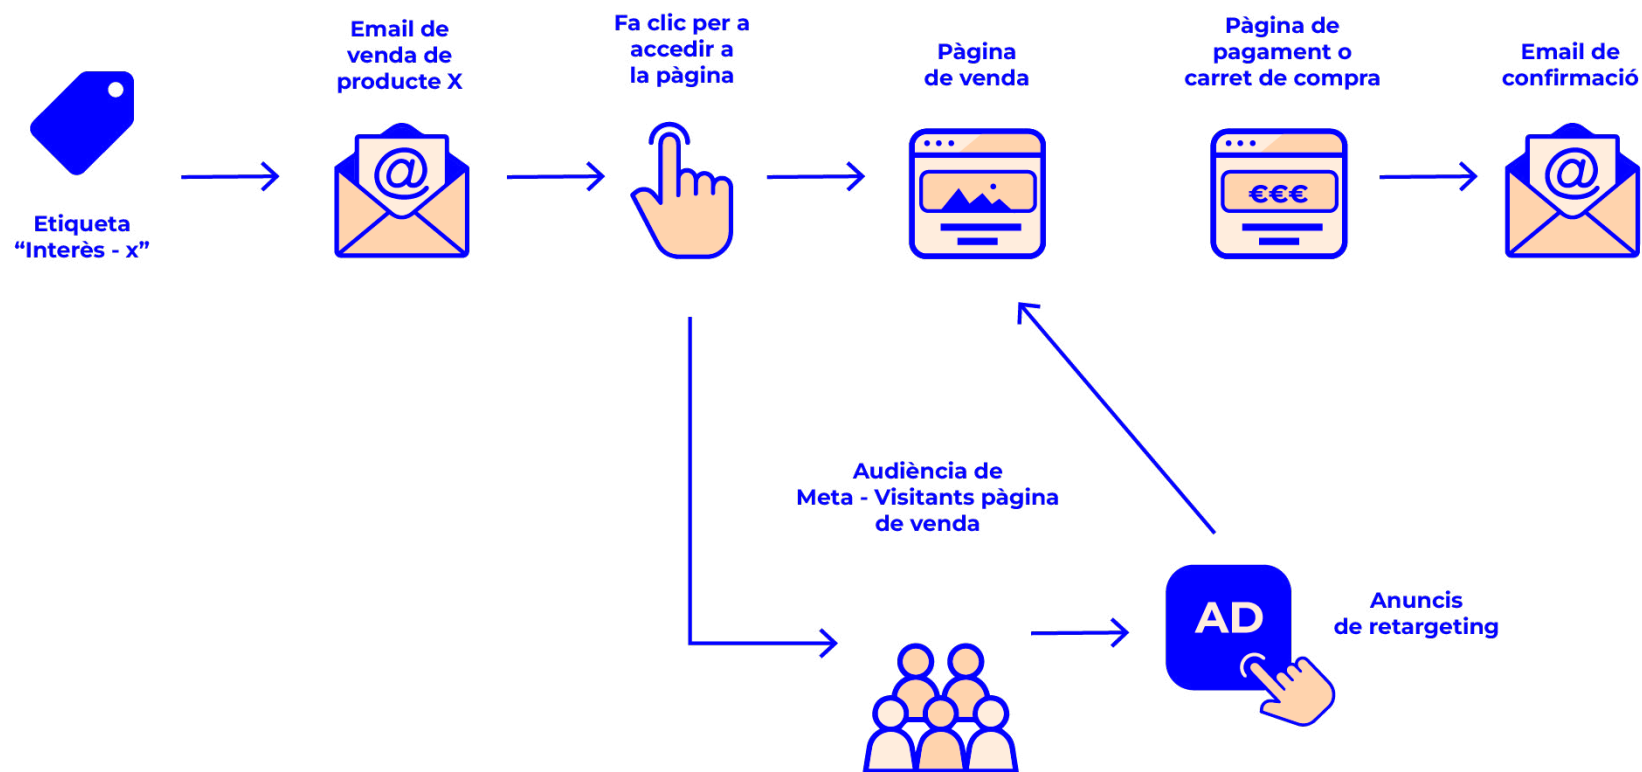 Etiqueta
“Interès - x”
Email de
venda de
producte X
@
Fa clic per a
accedir a
la pàgina
Pàgina
de venda
Pàgina de
pagament o
carret de compra
€€€
Email de
confirmació
@
Audiència de
Meta - Visitants pàgina
de venda
AD
Anuncis
de retargeting